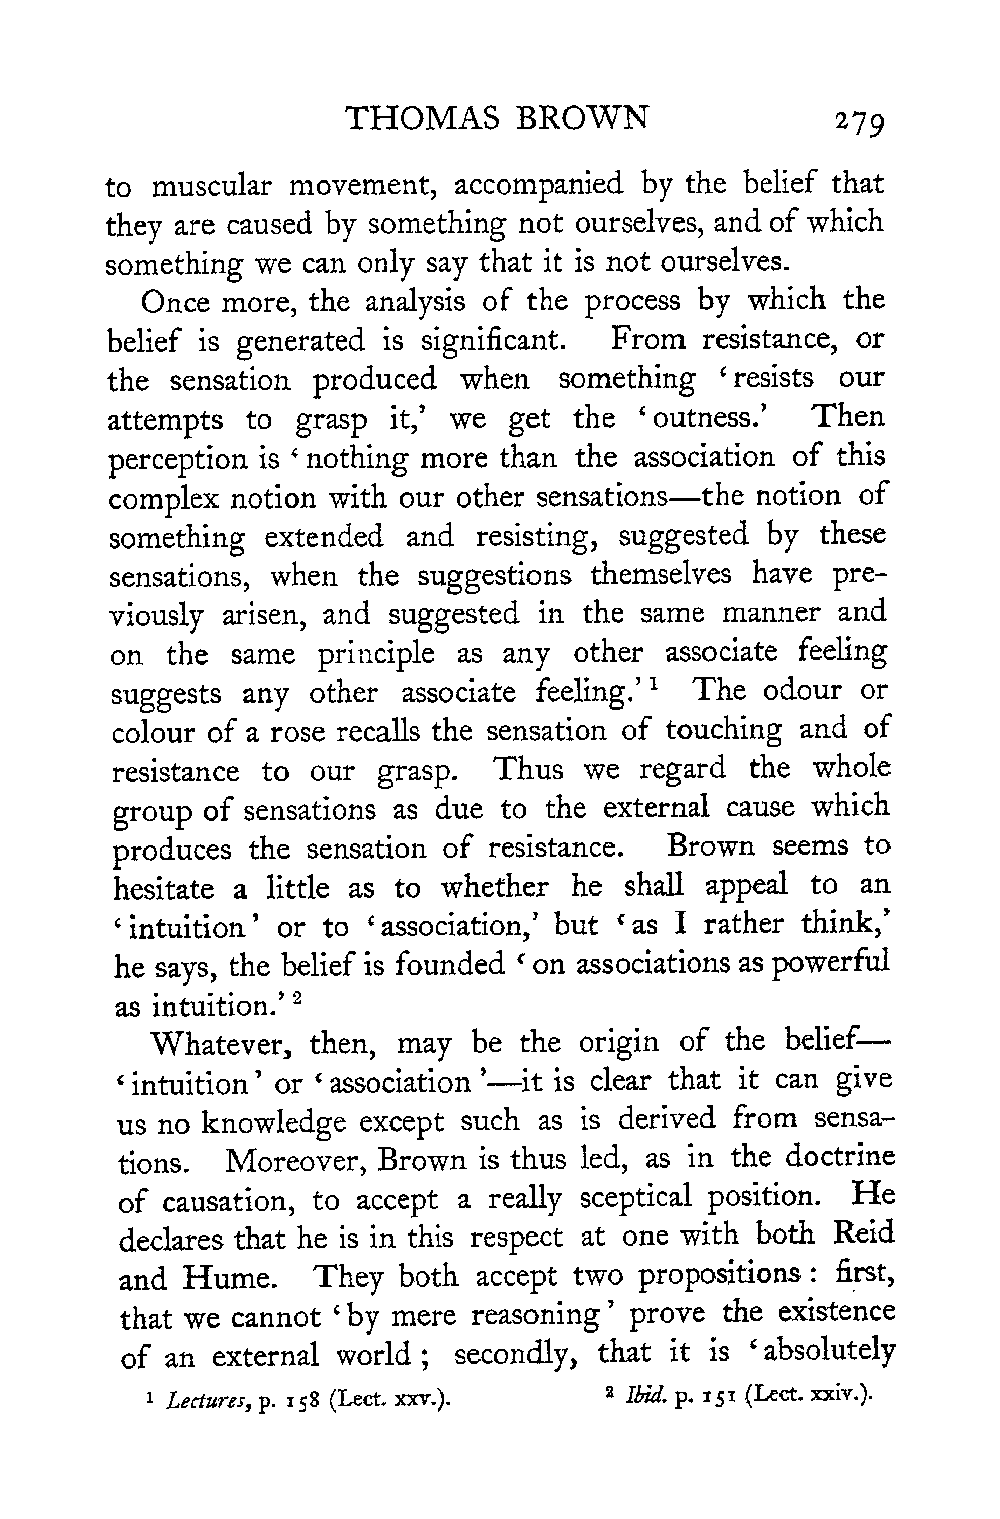 THOMAS BROWN 279
to muscular movement, accompanied by the belief that
they are caused by something not ourselves, and of which
something we can only say that it is not ourselves.
Once more, the analysis of the process by which the
belief is generated is significant. From resistance, or
the sensation produced when something ‘resists our
attempts to grasp it,’ we get the ‘outness.’ Then
perception is ‘nothing more than the association of this
complex notion with our other sensations—the notion of
something extended and resisting, suggested by these
sensations, when the suggestions themselves have pre-
viously arisen, and suggested in the same manner and
on the same principle as any other associate feeling
suggests any other associate feeling.’ 1 The odour or
colour of a rose recalls the sensation of touching and of
resistance to our grasp. Thus we regard the whole
group of sensations as due to the external cause which
produces the sensation of resistance. Brown seems to
hesitate a little as to whether he shall appeal to an
‘intuition’ or to ‘association,’ but ‘as I rather think,’
he says, the belief is founded ‘on associations as powerful
as intuition.’ 2
Whatever, then, may be the origin of the belief—
‘intuition’ or ‘association’—it is clear that it can give
us no knowledge except such as is derived from sensa-
tions. Moreover, Brown is thus led, as in the doctrine
of causation, to accept a really sceptical position. He
declares that he is in this respect at one with both Reid
and Hume. They both accept two propositions: first,
that we cannot ‘by mere reasoning’ prove the existence
of an external world; secondly, that it is ‘absolutely
1 Lectures, p. 158 (Lect. xxv.). 2 Ibid. p. 151 (Lect. xxiv.).